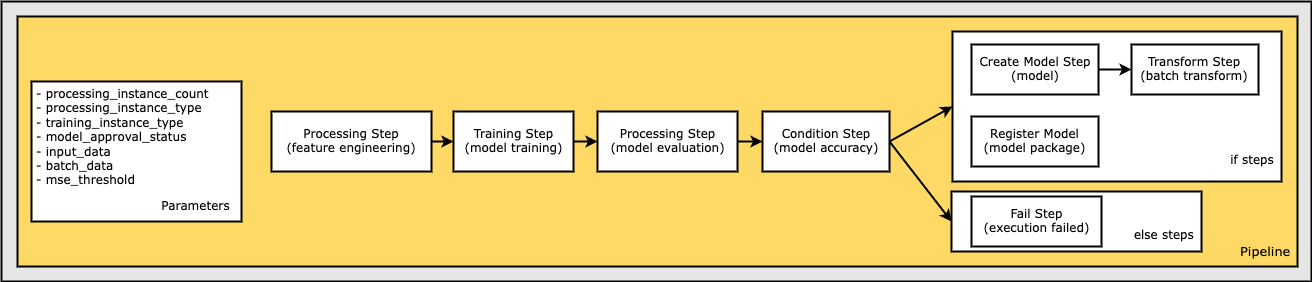 - processing_instance_count
- processing_instance_type
- training_instance_type
- model_approval_status
- input_data
- batch_data
- mse_threshold
Parameters
Processing Step
(feature engineering)
Training Step
(model training)
Processing Step
(model evaluation)
Condition Step
(model accuracy)
Create Model Step
(model)
Transform Step
(batch transform)
Register Model
(model package)
if steps
Fail Step
(execution failed)
else steps
Pipeline